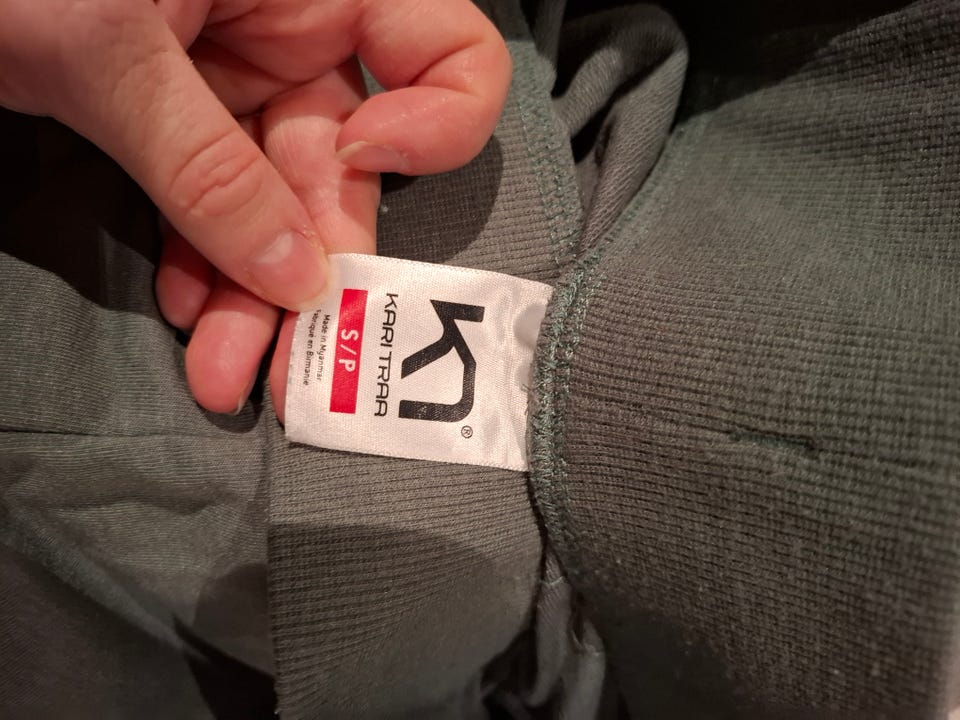 KARI TRAA
®
S/P
Made in Myanmar
Fabriqué en Birmanie